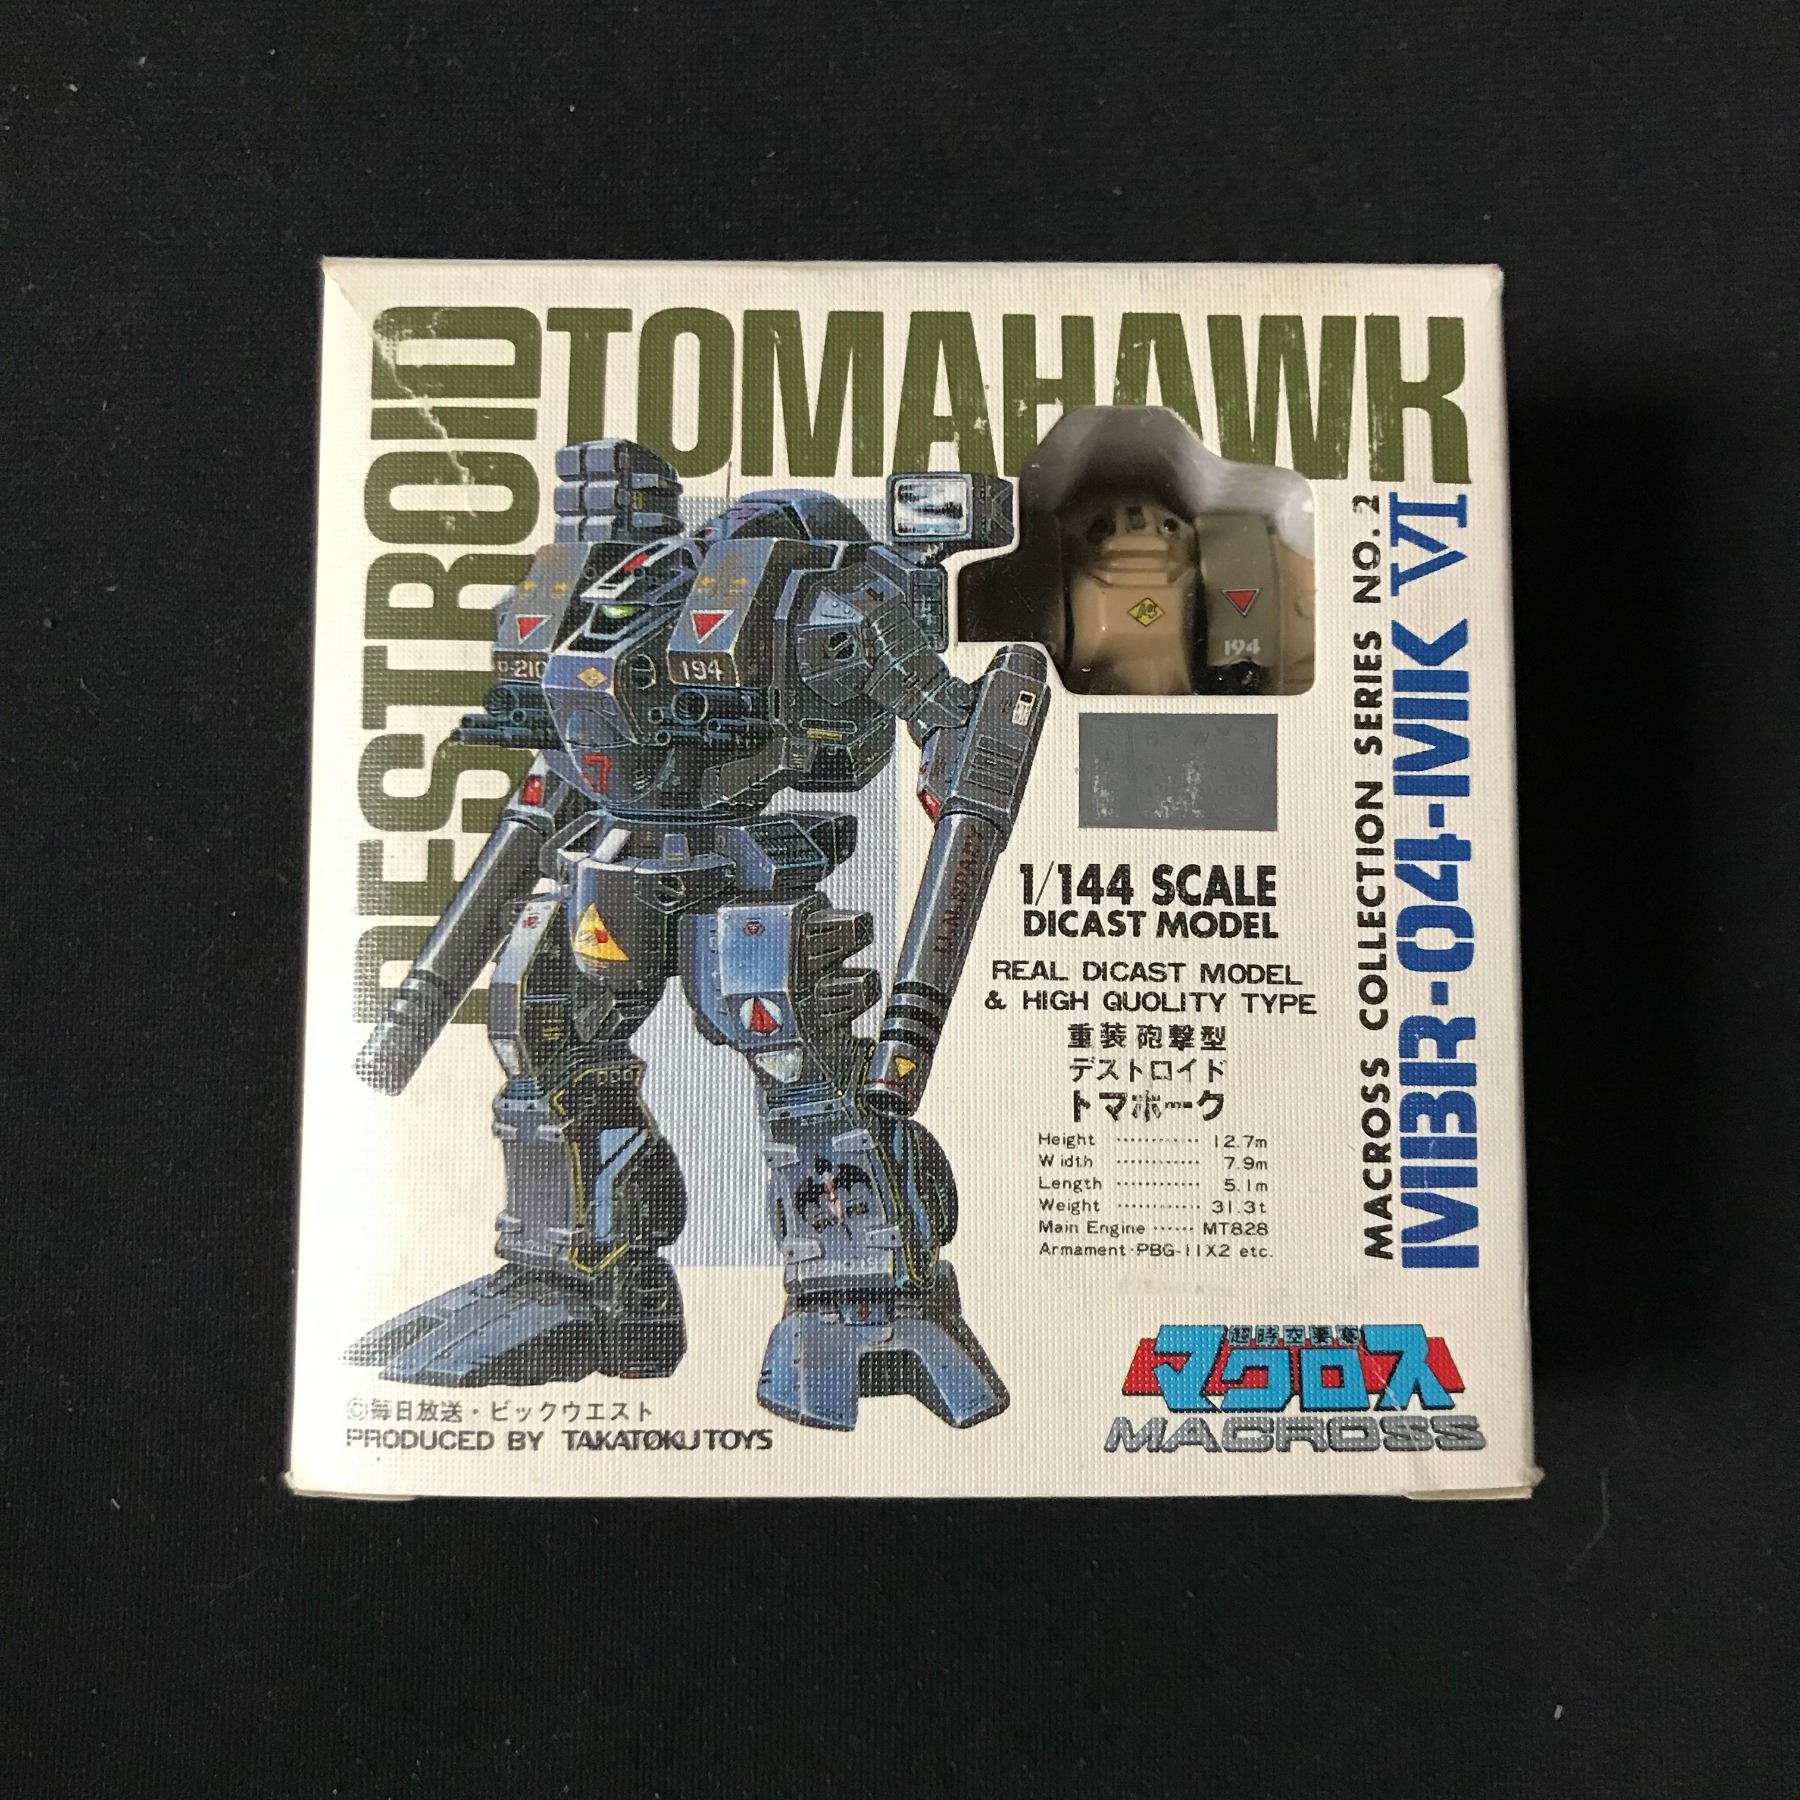 DESTROID
TOMAHAWK
MACROSS COLLECTION SERIES NO. 2
MBR-04-MK VI
194
194
1/144 SCALE
DICAST MODEL
REAL DICAST MODEL
& HIGH QUOLITY TYPE
重装砲撃型
デストロイド
トマホーク
Height ············ 12.7m
Width ············ 7.9m
Length ············ 5.1m
Weight ············ 31.3t
Main Engine ······ MT828
Armament·PBG-11X2 etc.
超時空要塞
マクロス
MACROSS
©毎日放送・ビックウエスト
PRODUCED BY TAKATOKU TOYS